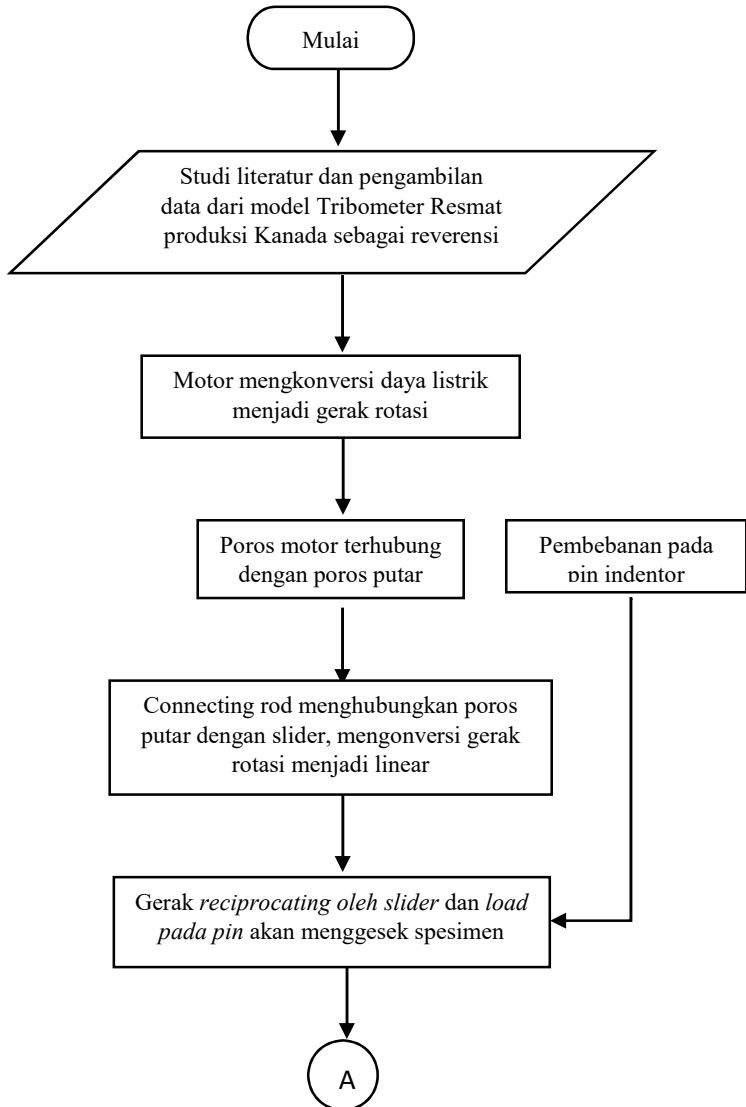 Mulai
Studi literatur dan pengambilan
data dari model Tribometer Resmat
produksi Kanada sebagai reverensi
Motor mengkonversi daya listrik
menjadi gerak rotasi
Poros motor terhubung
dengan poros putar
Pembebanan pada
pin indentor
Connecting rod menghubungkan poros
putar dengan slider, mengonversi gerak
rotasi menjadi linear
Gerak reciprocating oleh slider dan load
pada pin akan menggesek spesimen
A